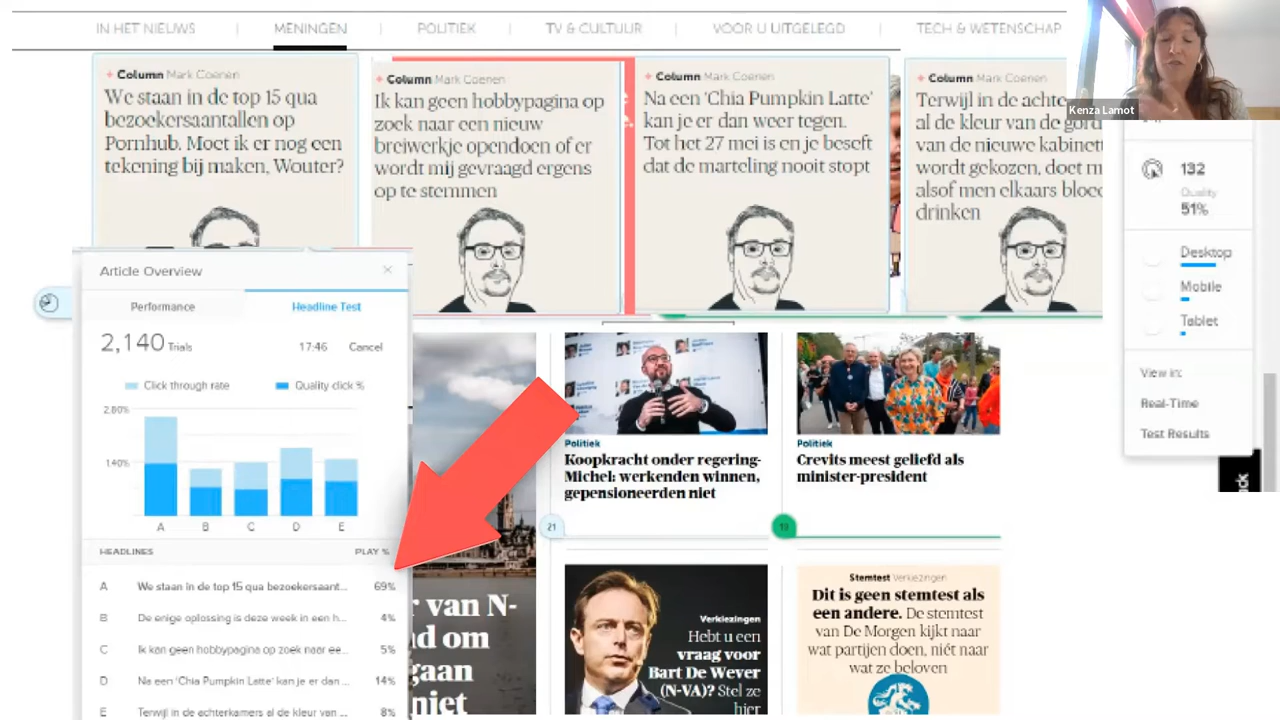 IN HET NIEUWS | MENINGEN | POLITIEK | TV & CULTUUR | VOOR U UITGELEGD | TECH & WETENSCHAP
Kenza Lamot
+ Column Mark Coenen
We staan in de top 15 qua
bezoekersaantallen op
Pornhub. Moet ik er nog een
tekening bij maken, Wouter?
+ Column Mark Coenen
Ik kan geen hobbypagina op
zoek naar een nieuw
breiwerkje opendoen of er
wordt mij gevraagd ergens
op te stemmen
+ Column Mark Coenen
Na een 'Chia Pumpkin Latte'
kan je er dan weer tegen.
Tot het 27 mei is en je beseft
dat de marteling nooit stopt
+ Column Mark Coenen
Terwijl in de achte
al de kleur van de gord
van de nieuwe kabinett
wordt gekozen, doet m
alsof men elkaars bloed
drinken
132
Quality
51%
Desktop
Mobile
Tablet
View in:
Real-Time
Test Results
Article Overview ×
Performance Headline Test
2,140 Trials 17:46 Cancel
Click through rate Quality click %
2.80%
1.40%
A B C D E
HEADLINES PLAY %
A We staan in de top 15 qua bezoekersaant... 69%
B De enige oplossing is deze week in een h... 4%
C Ik kan geen hobbypagina op zoek naar ee... 5%
D Na een 'Chia Pumpkin Latte' kan je er dan ... 14%
E Terwijl in de achterkamers al de kleur van ... 8%
r van N-
nd om
gaan
niet
Politiek
Koopkracht onder regering-
Michel: werkenden winnen,
gepensioneerden niet
21
Politiek
Crevits meest geliefd als
minister-president
Verkiezingen
Hebt u een
vraag voor
Bart De Wever
(N-VA)? Stel ze
hier
Stemtest Verkiezingen
Dit is geen stemtest als
een andere. De stemtest
van De Morgen kijkt naar
wat partijen doen, niét naar
wat ze beloven